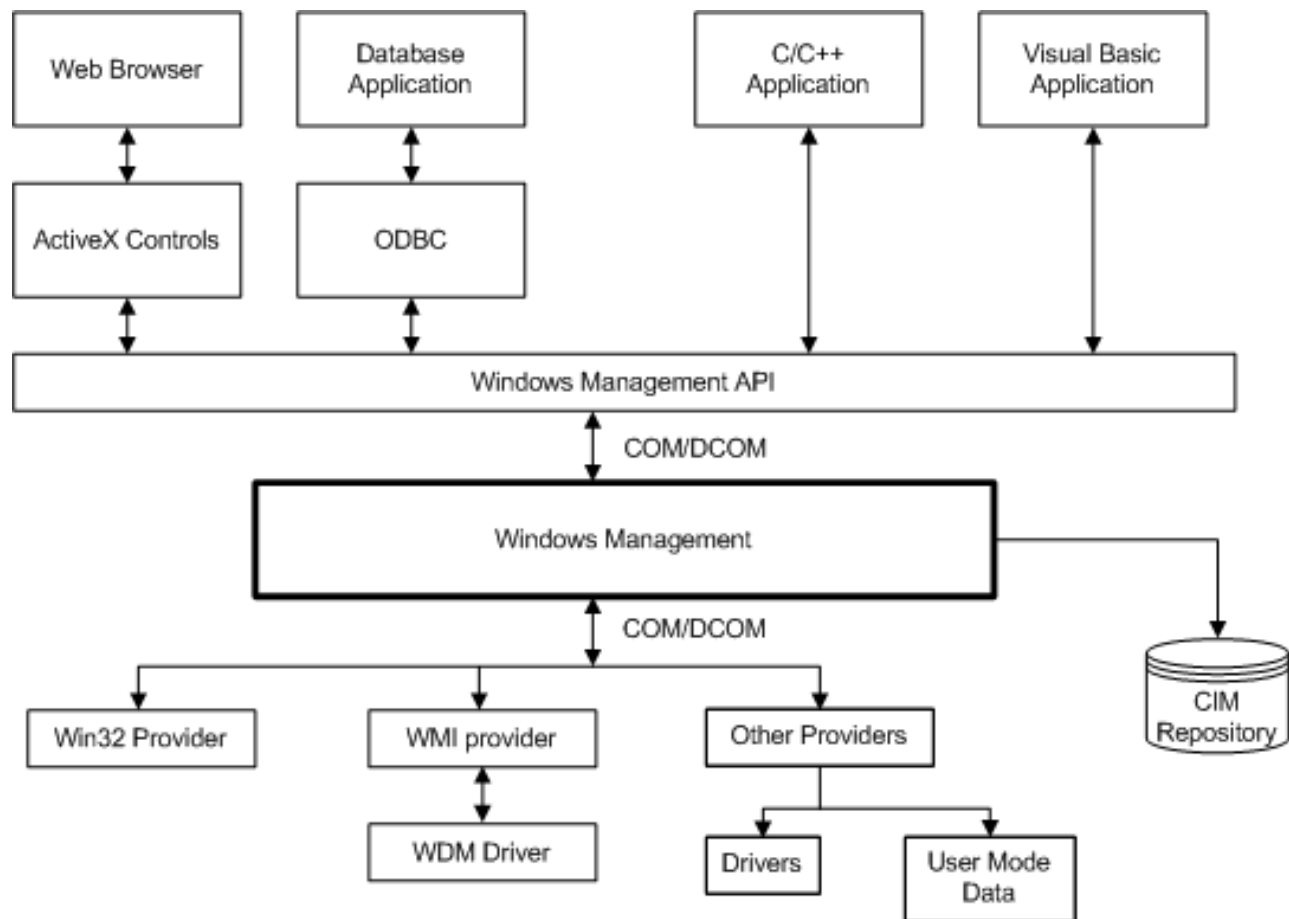 Web Browser
Database
Application
C/C++
Application
Visual Basic
Application
ActiveX Controls
ODBC
Windows Management API
COM/DCOM
Windows Management
COM/DCOM
Win32 Provider
WMI provider
Other Providers
CIM
Repository
WDM Driver
Drivers
User Mode
Data